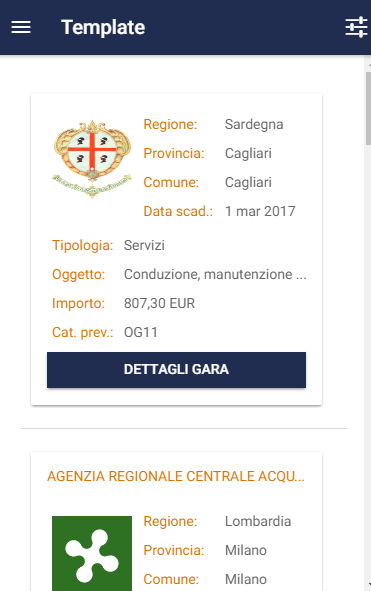 Template
Regione: Sardegna
Provincia: Cagliari
Comune: Cagliari
Data scad.: 1 mar 2017
Tipologia: Servizi
Oggetto: Conduzione, manutenzione ...
Importo: 807,30 EUR
Cat. prev.: OG11
DETTAGLI GARA
AGENZIA REGIONALE CENTRALE ACQU...
Regione: Lombardia
Provincia: Milano
Comune: Milano